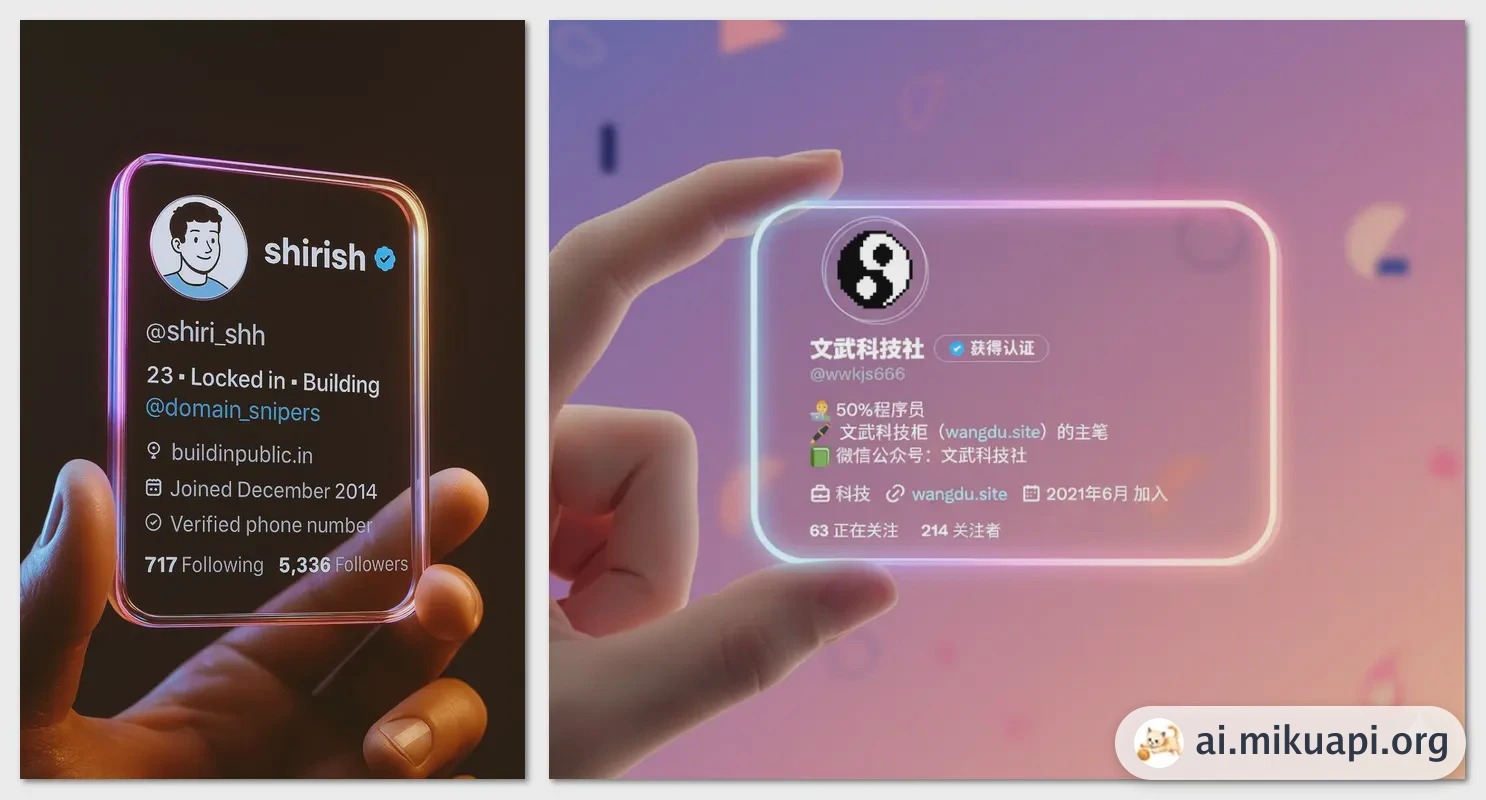 shirish
@shiri_shh
23 ▪ Locked in ▪ Building
@domain_snipers
buildinpublic.in
Joined December 2014
Verified phone number
717 Following 5,336 Followers
文武科技社 获得认证
@wwkjs666
50%程序员
文武科技柜（wangdu.site）的主笔
微信公众号：文武科技社
科技 wangdu.site 2021年6月 加入
63 正在关注 214 关注者
ai.mikuapi.org